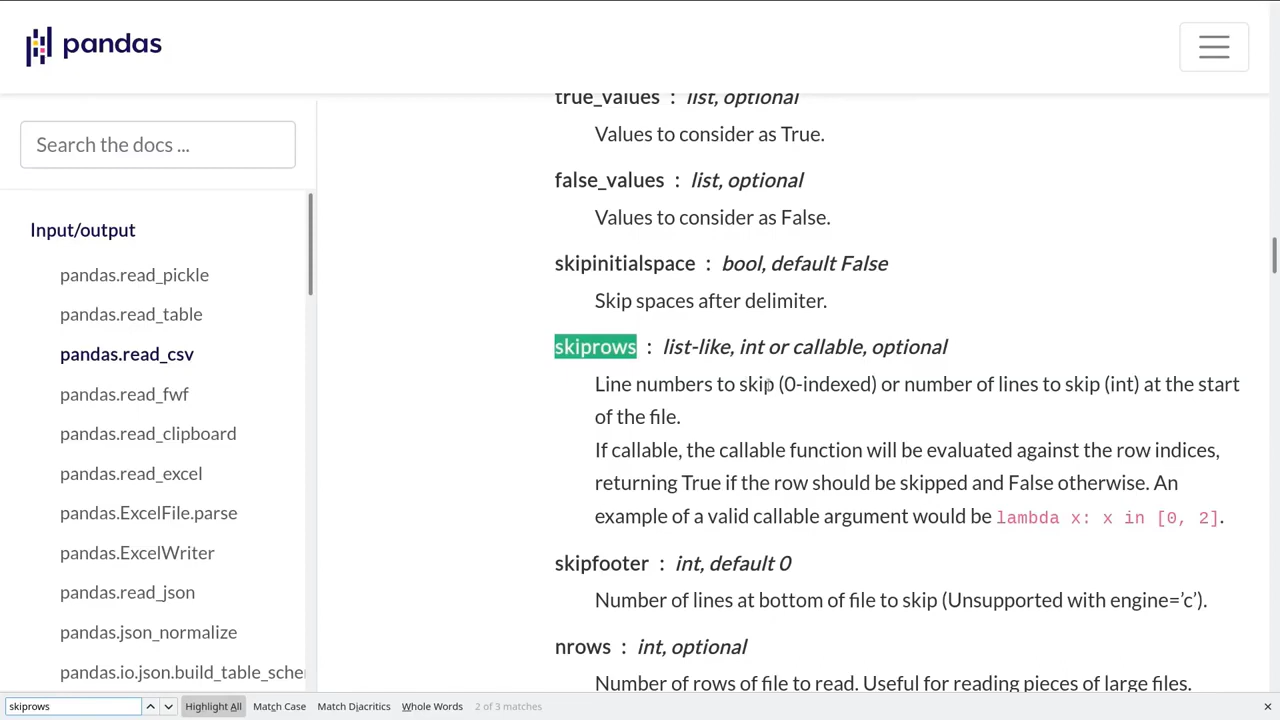 pandas
Search the docs ...
Input/output
pandas.read_pickle
pandas.read_table
pandas.read_csv
pandas.read_fwf
pandas.read_clipboard
pandas.read_excel
pandas.ExcelFile.parse
pandas.ExcelWriter
pandas.read_json
pandas.json_normalize
pandas.io.json.build_table_sche
true_values : list, optional
Values to consider as True.
false_values : list, optional
Values to consider as False.
skipinitialspace : bool, default False
Skip spaces after delimiter.
skiprows : list-like, int or callable, optional
Line numbers to skip (0-indexed) or number of lines to skip (int) at the start
of the file.
If callable, the callable function will be evaluated against the row indices,
returning True if the row should be skipped and False otherwise. An
example of a valid callable argument would be lambda x: x in [0, 2].
skipfooter : int, default 0
Number of lines at bottom of file to skip (Unsupported with engine=’c’).
nrows : int, optional
Number of rows of file to read. Useful for reading pieces of large files.
skiprows Highlight All Match Case Match Diacritics Whole Words 2 of 3 matches